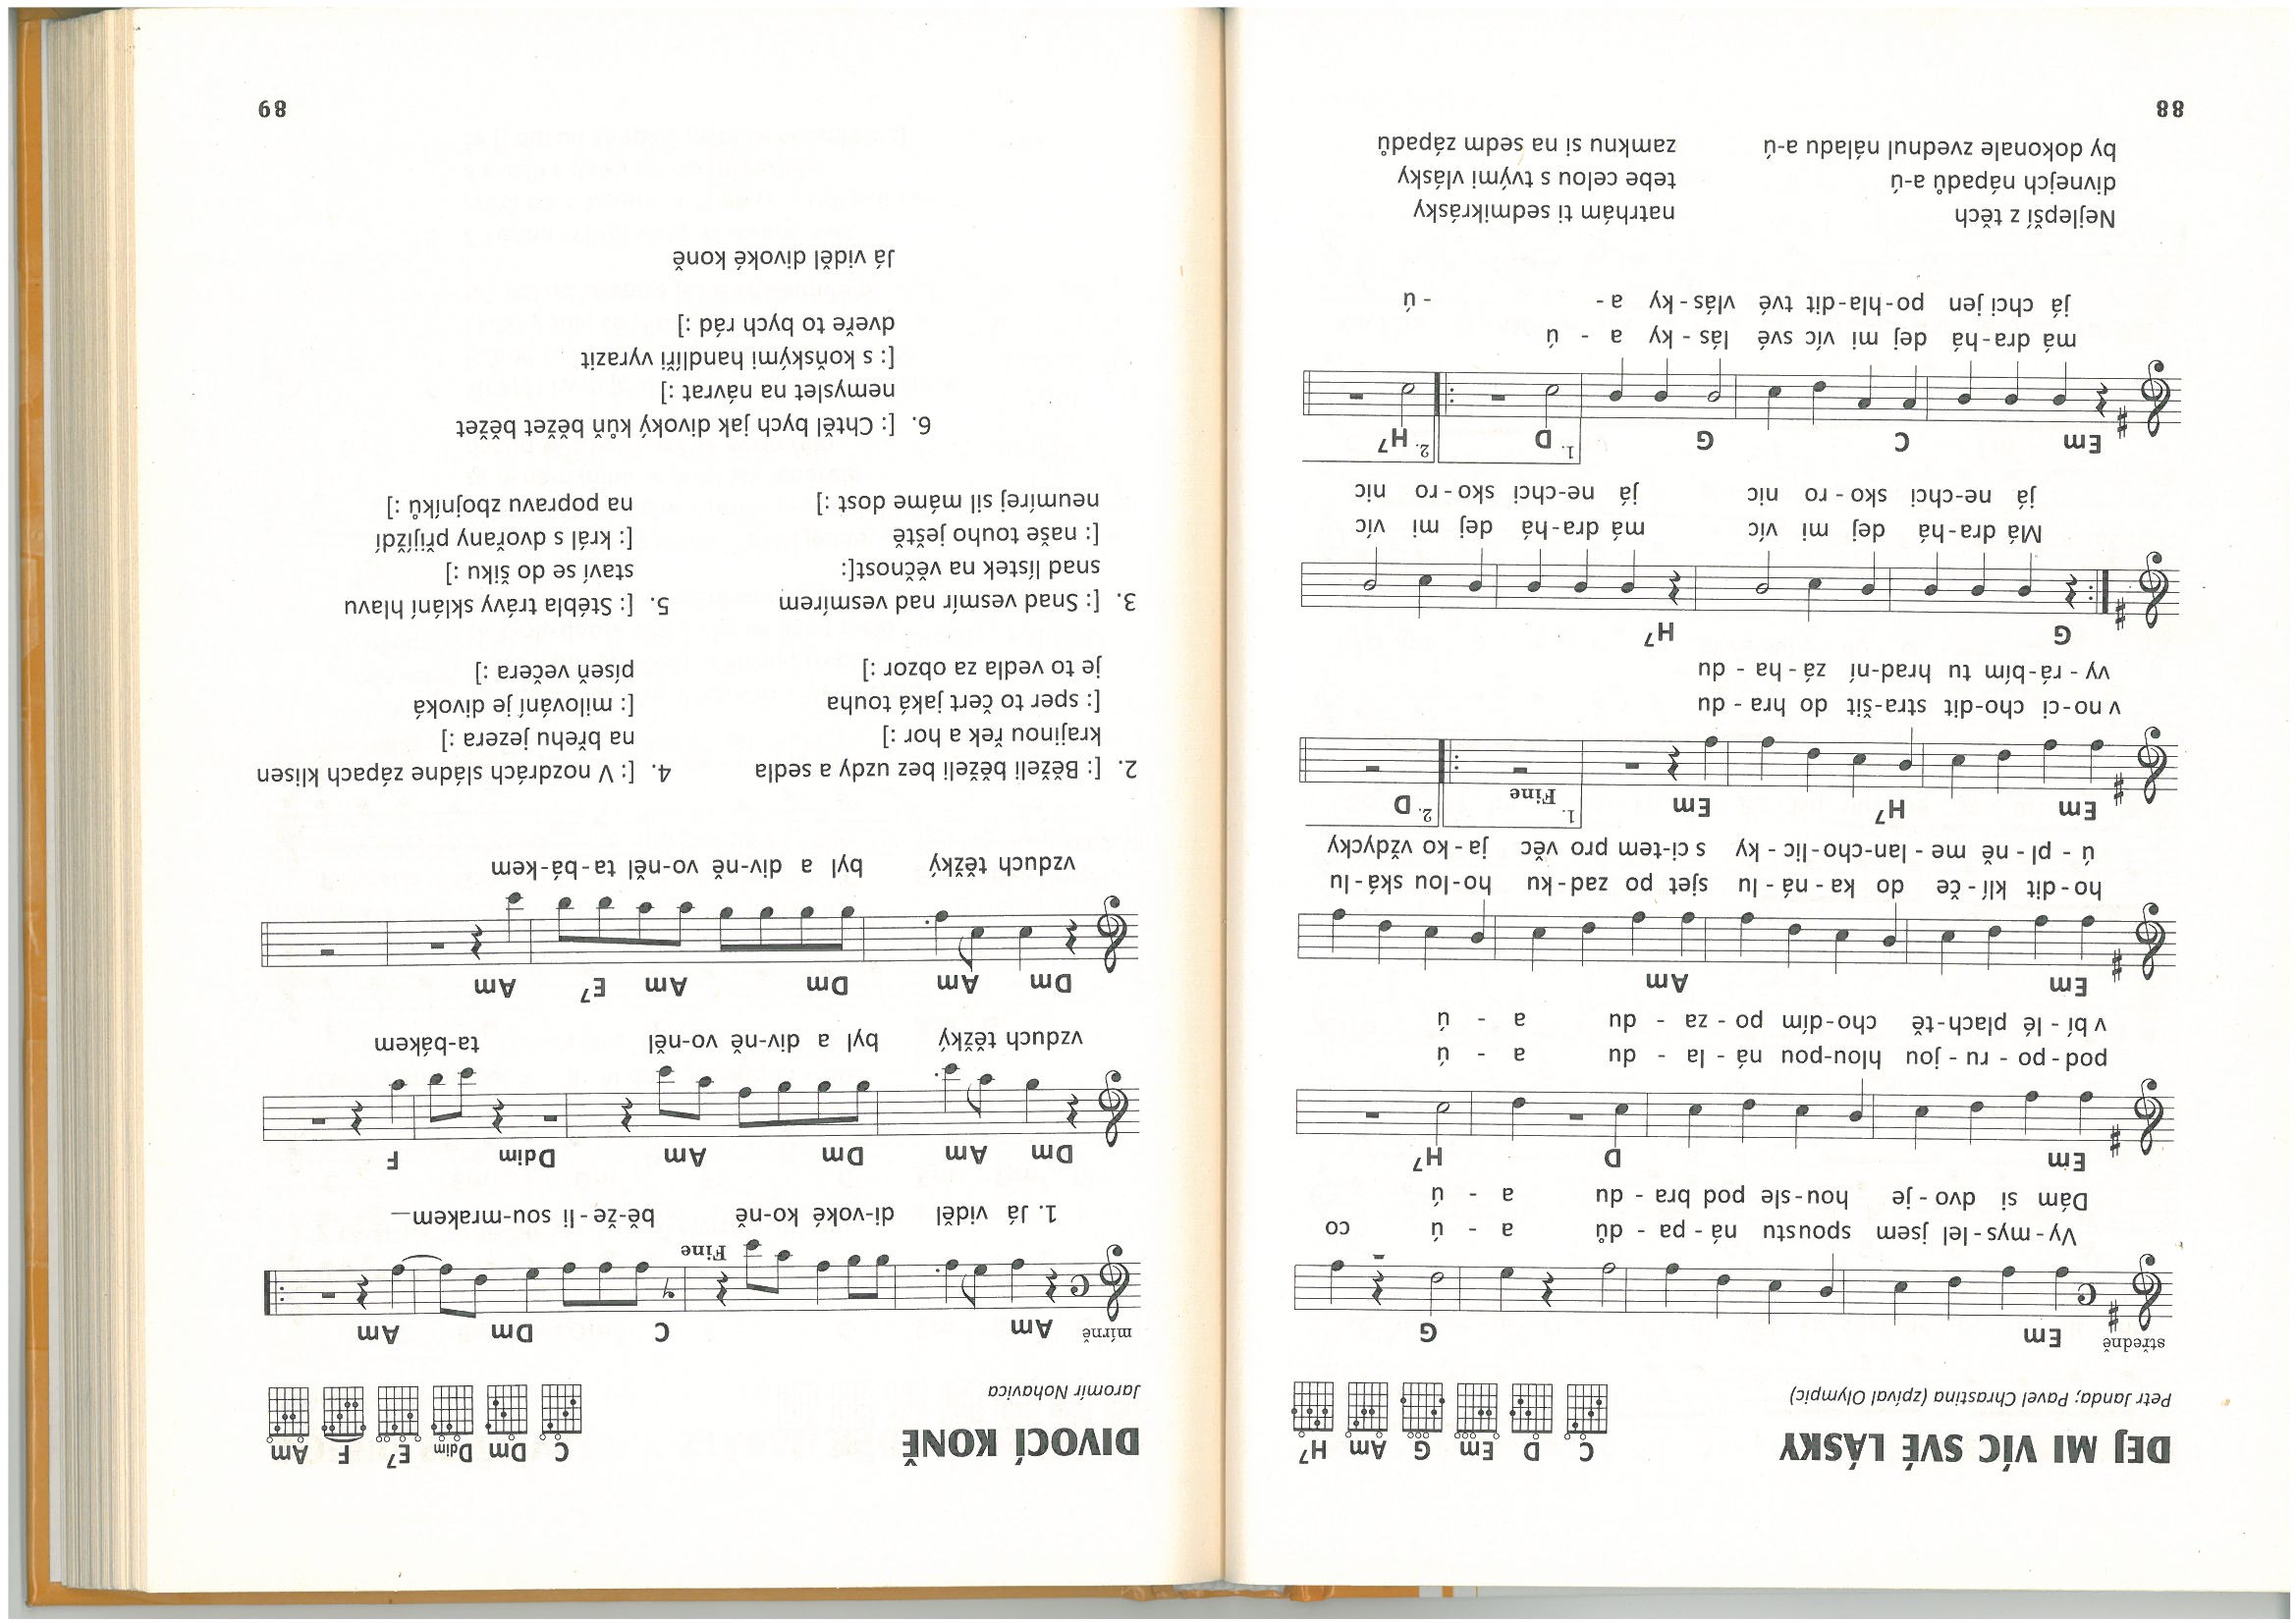 DEJ MI VÍC SVÉ LÁSKY
C D Em G Am H7
Petr Janda; Pavel Chrastina (zpíval Olympic)
středně
Em G
Vy-mys-lel jsem spoustu ná-pa-dů a-ú co
Dám si dvo-je hou-sle pod bra-du a-ú
Em D H7
pod-po-ru-jou hlou-pou ná-la-du a-ú
v bí-lé plach-tě cho-dím po-za-du a-ú
Em Am
ho-dit klí-če do ka-ná-lu sjet po zad-ku ho-lou ská-lu
ú-pl-ně me-lan-cho-lic-ky s ci-tem pro věc ja-ko vždycky
Em H7 Em 1. Fine 2. D
v no-ci cho-dit stra-šit do hra-du
vy-rá-bím tu hrad-ní zá-ha-du
G H7
Má dra-há dej mi víc má dra-há dej mi víc
já ne-chci sko-ro nic já ne-chci sko-ro nic
Em C G 1. D 2. H7
má dra-há dej mi víc své lás-ky a-ú
já chci jen po-hla-dit tvé vlás-ky a- -ú
Nejlepší z těch
divnejch nápadů a-ú
by dokonale zvednul náladu a-ú
natrhám ti sedmikrásky
tebe celou s tvými vlásky
zamknu si na sedm západů
88
DIVOCÍ KONĚ
C Dm Ddim E7 F Am
Jaromír Nohavica
mírně
Am C Dm Am
Fine
1. Já viděl di-voké ko-ně bě-že-li sou-mrakem
Dm Am Dm Am Ddim F
vzduch těžký byl a div-ně vo-něl ta-bákem
Dm Am Dm Am E7 Am
vzduch těžký byl a div-ně vo-něl ta-bá-kem
2. [: Běželi běželi bez uzdy a sedla
krajinou řek a hor :]
[: sper to čert jaká touha
je to vedla za obzor :]
3. [: Snad vesmír nad vesmírem
snad lístek na věčnost[:
[: naše touho ještě
neumírej sil máme dost :]
4. [: V nozdrách sládne zápach klisen
na břehu jezera :]
[: milování je divoká
píseň večera :]
5. [: Stébla trávy sklání hlavu
staví se do šiku :]
[: král s dvořany přijíždí
na popravu zbojníků :]
6. [: Chtěl bych jak divoký kůň běžet běžet
nemyslet na návrat :]
[: s koňskými handlíři vyrazit
dveře to bych rád :]
Já viděl divoké koně
89